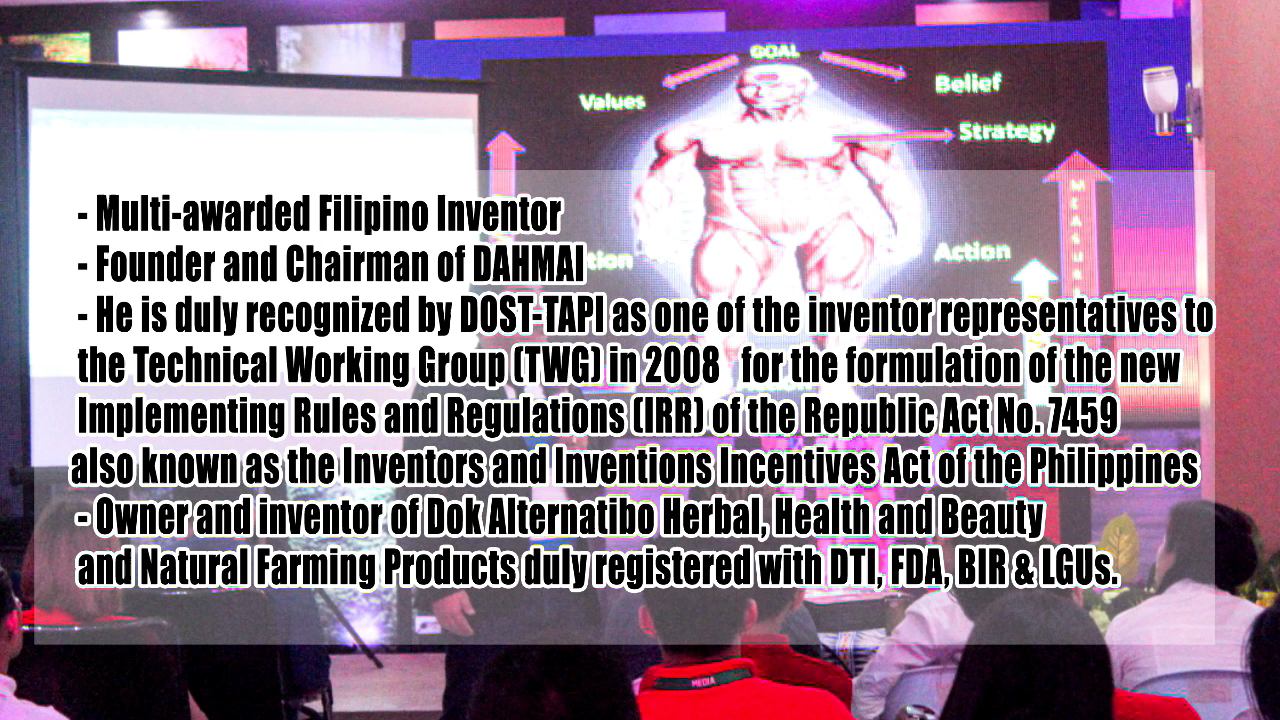 GOAL
Values
Belief
Strategy
Action
- Multi-awarded Filipino Inventor
- Founder and Chairman of DAHMAI
- He is duly recognized by DOST-TAPI as one of the inventor representatives to
the Technical Working Group (TWG) in 2008 for the formulation of the new
Implementing Rules and Regulations (IRR) of the Republic Act No. 7459
also known as the Inventors and Inventions Incentives Act of the Philippines
- Owner and inventor of Dok Alternatibo Herbal, Health and Beauty
and Natural Farming Products duly registered with DTI, FDA, BIR & LGUs.
MEDIA